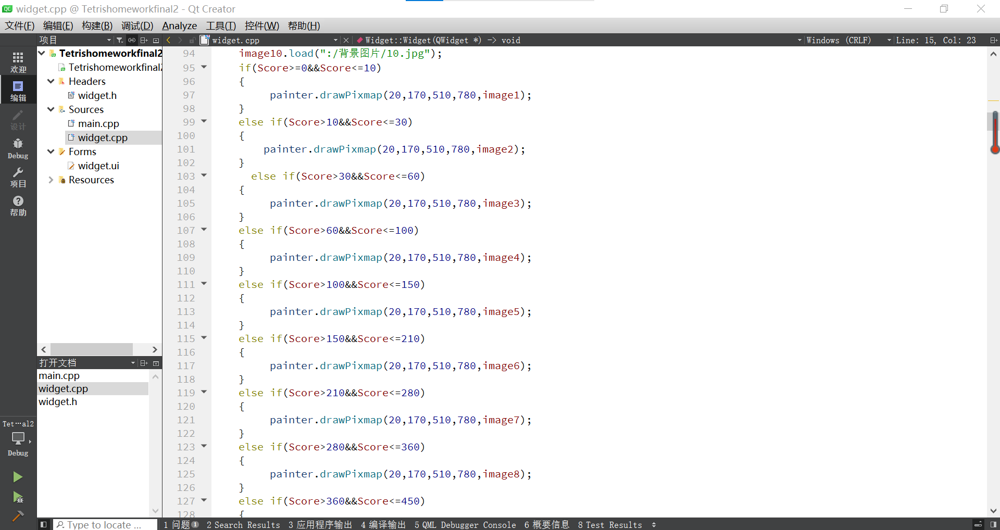 widget.cpp @ Tetrishomeworkfinal2 - Qt Creator
文件(F) 编辑(E) 构建(B) 调试(D) Analyze 工具(T) 控件(W) 帮助(H)
项目
widget.cpp
Widget::Widget(QWidget *) -> void
Windows (CRLF)
Line: 15, Col: 23
欢迎
编辑
设计
Debug
项目
帮助
Tet···al2
Debug
Tetrishomeworkfinal2
Tetrishomeworkfinal2
Headers
widget.h
Sources
main.cpp
widget.cpp
Forms
widget.ui
Resources
打开文档
main.cpp
widget.cpp
widget.h
94 image10.load(":/背景图片/10.jpg");
95 if(Score>=0&&Score<=10)
96 {
97 painter.drawPixmap(20,170,510,780,image1);
98 }
99 else if(Score>10&&Score<=30)
100 {
101 painter.drawPixmap(20,170,510,780,image2);
102 }
103 else if(Score>30&&Score<=60)
104 {
105 painter.drawPixmap(20,170,510,780,image3);
106 }
107 else if(Score>60&&Score<=100)
108 {
109 painter.drawPixmap(20,170,510,780,image4);
110 }
111 else if(Score>100&&Score<=150)
112 {
113 painter.drawPixmap(20,170,510,780,image5);
114 }
115 else if(Score>150&&Score<=210)
116 {
117 painter.drawPixmap(20,170,510,780,image6);
118 }
119 else if(Score>210&&Score<=280)
120 {
121 painter.drawPixmap(20,170,510,780,image7);
122 }
123 else if(Score>280&&Score<=360)
124 {
125 painter.drawPixmap(20,170,510,780,image8);
126 }
127 else if(Score>360&&Score<=450)
128 {
Type to locate ...
1 问题 1 2 Search Results 3 应用程序输出 4 编译输出 5 QML Debugger Console 6 概要信息 8 Test Results